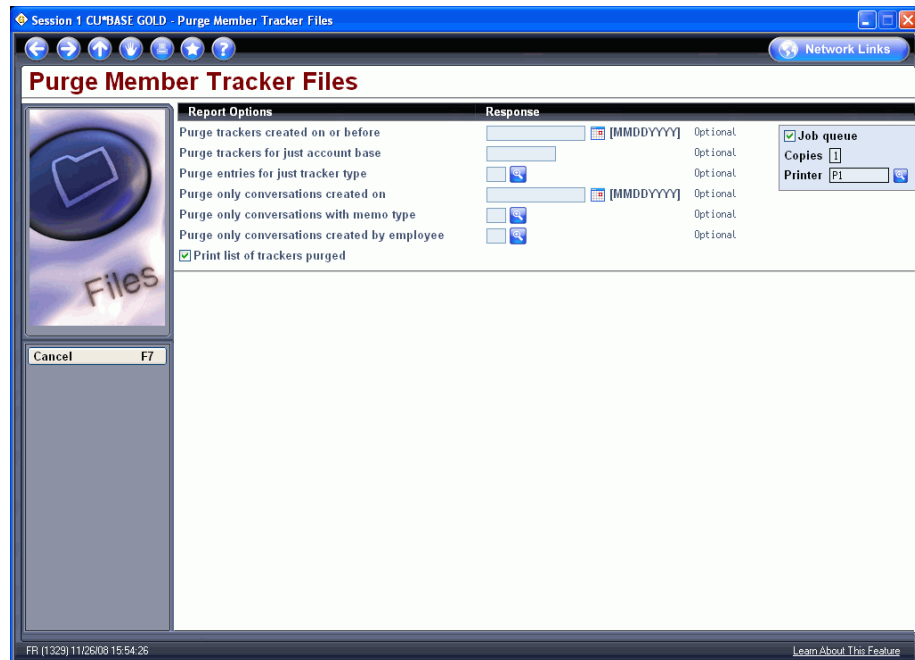 Session 1 CU*BASE GOLD - Purge Member Tracker Files
Network Links
Purge Member Tracker Files
Report Options Response
Purge trackers created on or before [MMDDYYYY] Optional
Purge trackers for just account base Optional
Purge entries for just tracker type Optional
Purge only conversations created on [MMDDYYYY] Optional
Purge only conversations with memo type Optional
Purge only conversations created by employee Optional
Print list of trackers purged
Job queue
Copies 1
Printer P1
Files
Cancel F7
FR (1329) 11/26/08 15:54:26
Learn About This Feature